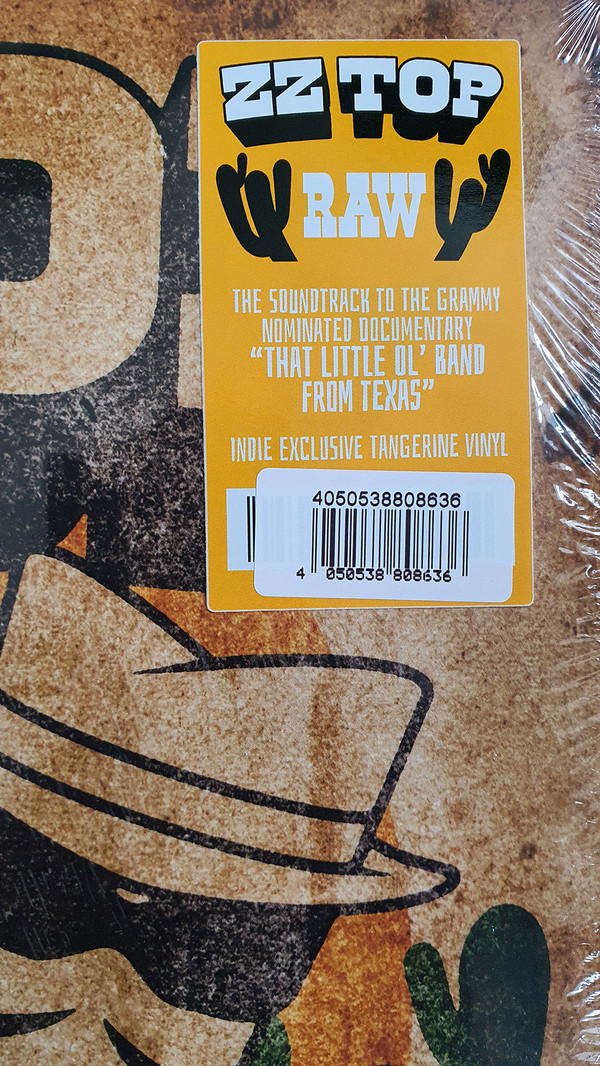 ZZ TOP
RAW
THE SOUNDTRACK TO THE GRAMMY
NOMINATED DOCUMENTARY
“THAT LITTLE OL’ BAND
FROM TEXAS”
INDIE EXCLUSIVE TANGERINE VINYL
4050538808636
4 050538 808636